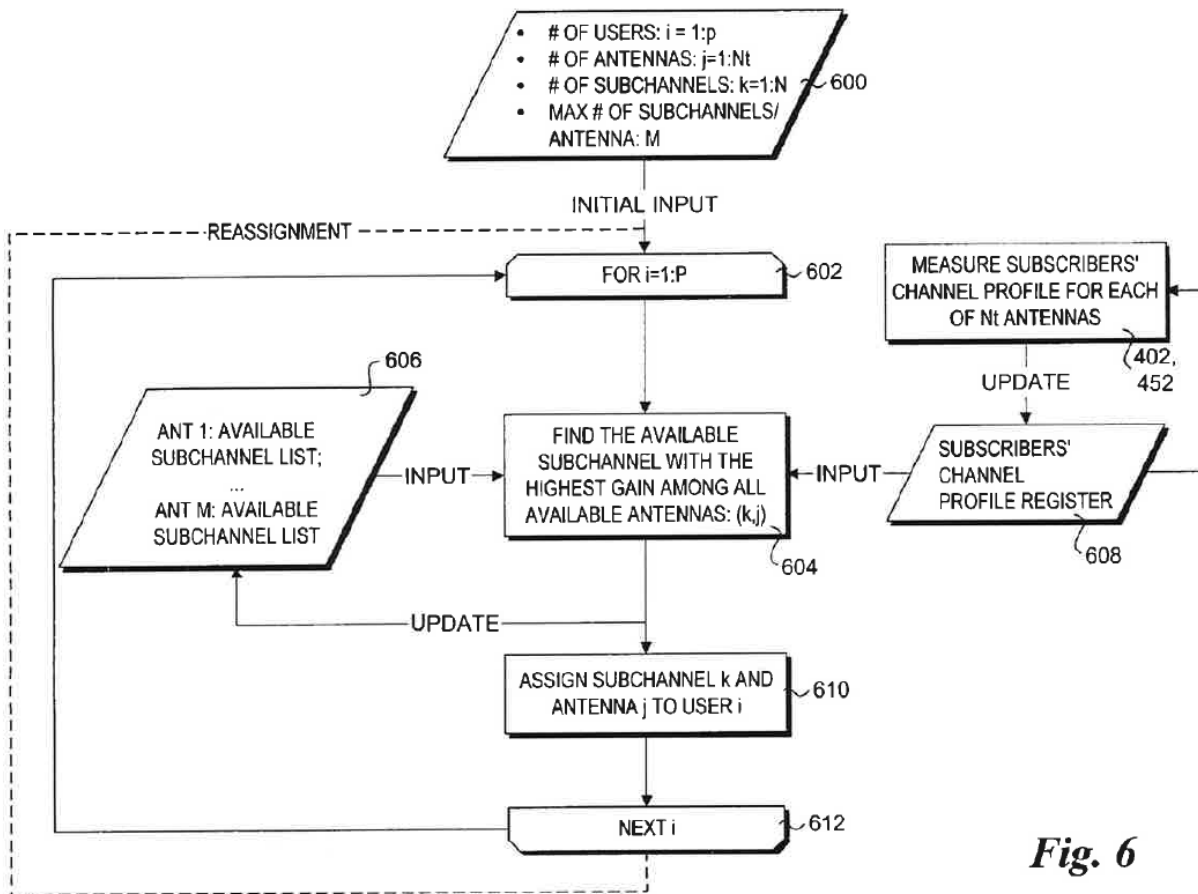 • # OF USERS: i = 1:p
• # OF ANTENNAS: j=1:Nt
• # OF SUBCHANNELS: k=1:N
• MAX # OF SUBCHANNELS/
ANTENNA: M
600
INITIAL INPUT
REASSIGNMENT
FOR i=1:P
602
MEASURE SUBSCRIBERS'
CHANNEL PROFILE FOR EACH
OF Nt ANTENNAS
402,
452
UPDATE
606
ANT 1: AVAILABLE
SUBCHANNEL LIST;
...
ANT M: AVAILABLE
SUBCHANNEL LIST
INPUT
FIND THE AVAILABLE
SUBCHANNEL WITH THE
HIGHEST GAIN AMONG ALL
AVAILABLE ANTENNAS: (k,j)
604
INPUT
SUBSCRIBERS'
CHANNEL
PROFILE REGISTER
608
UPDATE
ASSIGN SUBCHANNEL k AND
ANTENNA j TO USER i
610
NEXT i
612
Fig. 6